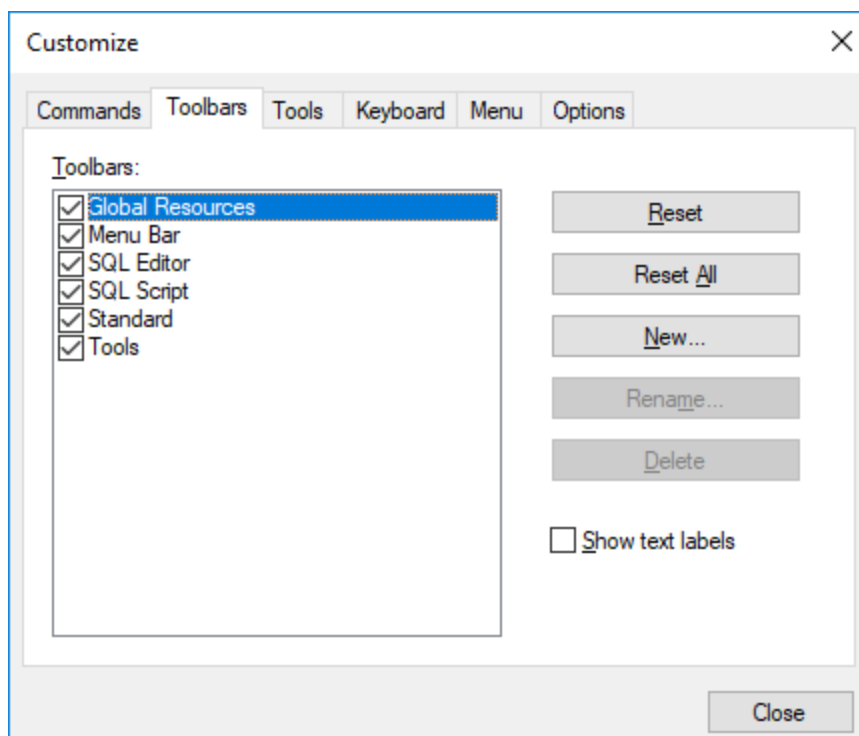 Customize
Commands Toolbars Tools Keyboard Menu Options
Toolbars:
Global Resources
Menu Bar
SQL Editor
SQL Script
Standard
Tools
Reset
Reset All
New...
Rename...
Delete
Show text labels
Close